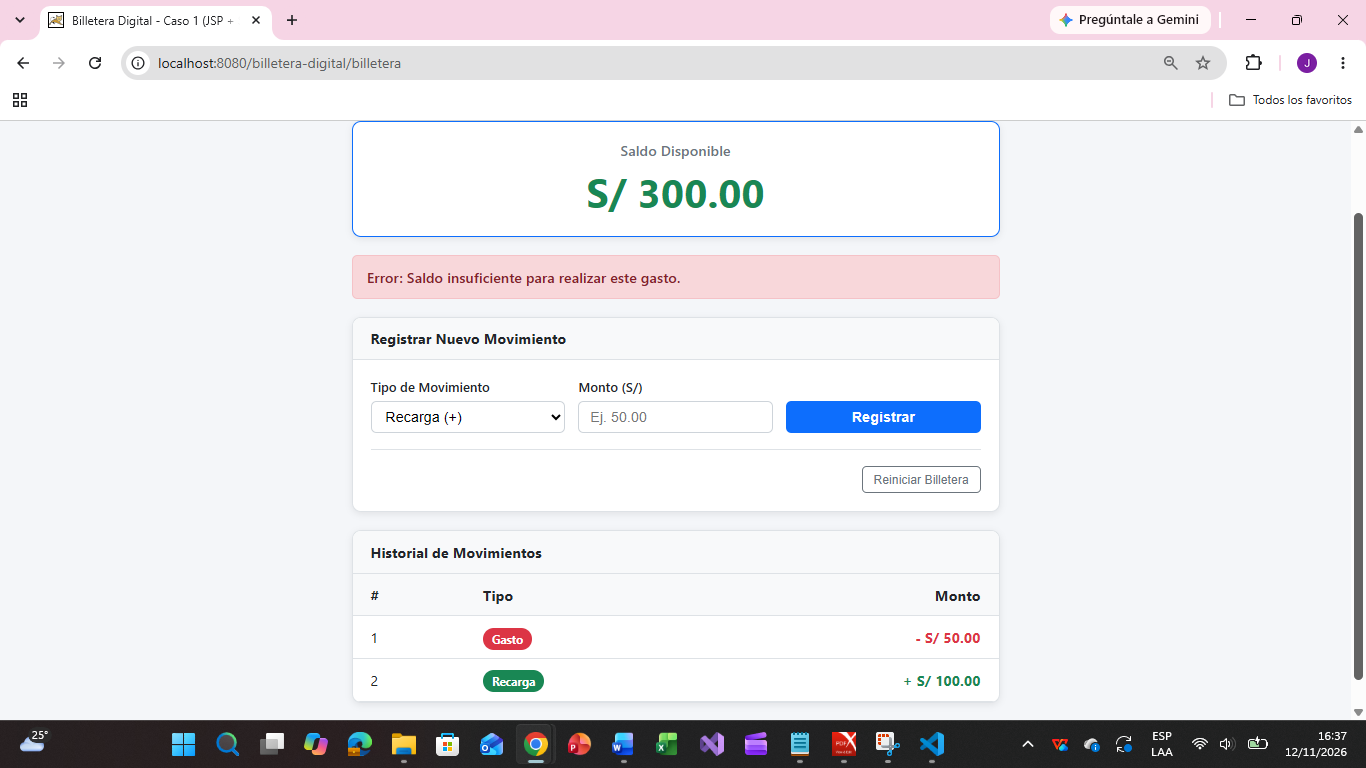 Billetera Digital - Caso 1 (JSP +
Pregúntale a Gemini
localhost:8080/billetera-digital/billetera
J
Todos los favoritos
Saldo Disponible
S/ 300.00
Error: Saldo insuficiente para realizar este gasto.
Registrar Nuevo Movimiento
Tipo de Movimiento Monto (S/)
Recarga (+) Ej. 50.00 Registrar
Reiniciar Billetera
Historial de Movimientos
# Tipo Monto
1 Gasto - S/ 50.00
2 Recarga + S/ 100.00
25°
ESP
LAA
16:37
12/11/2026